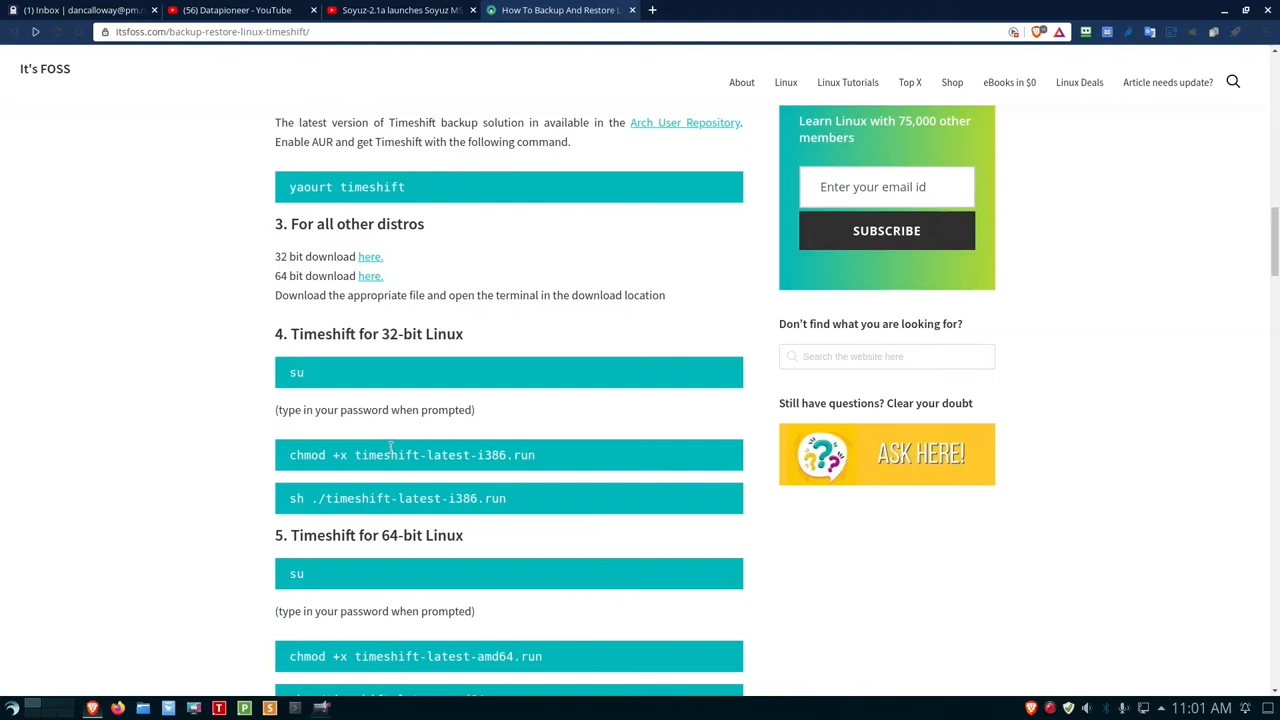 (1) Inbox | dancalloway@pm.
(56) Datapioneer - YouTube
Soyuz-2.1a launches Soyuz MS
How To Backup And Restore L
itsfoss.com/backup-restore-linux-timeshift/
It's FOSS
About
Linux
Linux Tutorials
Top X
Shop
eBooks in $0
Linux Deals
Article needs update?
The latest version of Timeshift backup solution in available in the Arch User Repository.
Enable AUR and get Timeshift with the following command.
yaourt timeshift
3. For all other distros
32 bit download here.
64 bit download here.
Download the appropriate file and open the terminal in the download location
4. Timeshift for 32-bit Linux
su
(type in your password when prompted)
chmod +x timeshift-latest-i386.run
sh ./timeshift-latest-i386.run
5. Timeshift for 64-bit Linux
su
(type in your password when prompted)
chmod +x timeshift-latest-amd64.run
Learn Linux with 75,000 other
members
Enter your email id
SUBSCRIBE
Don't find what you are looking for?
Search the website here
Still have questions? Clear your doubt
ASK HERE!
T
P
S
11:01 AM